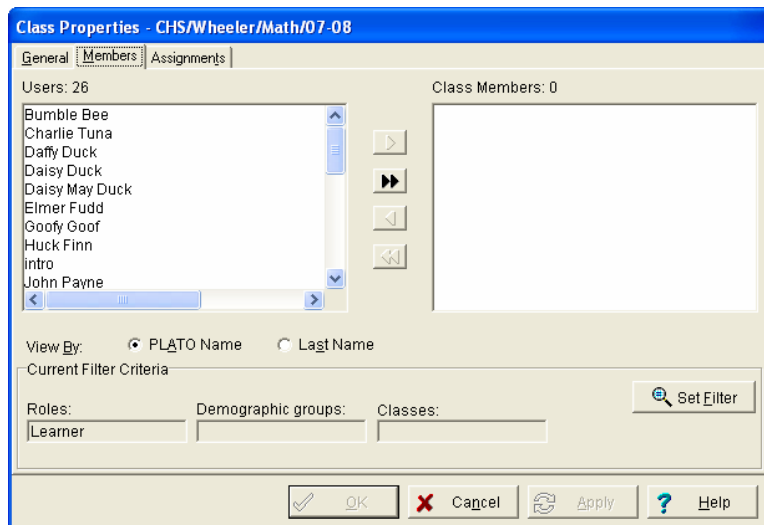 Class Properties - CHS/Wheeler/Math/07-08
General Members Assignments
Users: 26
Class Members: 0
Bumble Bee
Charlie Tuna
Daffy Duck
Daisy Duck
Daisy May Duck
Elmer Fudd
Goofy Goof
Huck Finn
intro
John Payne
View By: PLATO Name Last Name
Current Filter Criteria
Set Filter
Roles: Demographic groups: Classes:
Learner
OK Cancel Apply Help